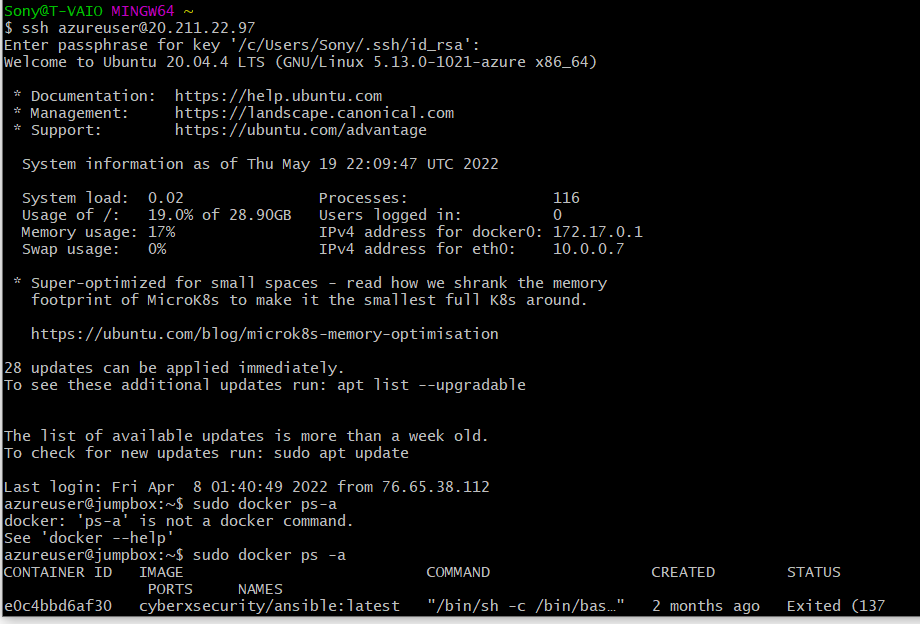 Sony@T-VAIO MINGW64 ~
$ ssh azureuser@20.211.22.97
Enter passphrase for key '/c/Users/Sony/.ssh/id_rsa':
Welcome to Ubuntu 20.04.4 LTS (GNU/Linux 5.13.0-1021-azure x86_64)
* Documentation: https://help.ubuntu.com
* Management: https://landscape.canonical.com
* Support: https://ubuntu.com/advantage
System information as of Thu May 19 22:09:47 UTC 2022
System load: 0.02 Processes: 116
Usage of /: 19.0% of 28.90GB Users logged in: 0
Memory usage: 17% IPv4 address for docker0: 172.17.0.1
Swap usage: 0% IPv4 address for eth0: 10.0.0.7
* Super-optimized for small spaces - read how we shrank the memory
footprint of MicroK8s to make it the smallest full K8s around.
https://ubuntu.com/blog/microk8s-memory-optimisation
28 updates can be applied immediately.
To see these additional updates run: apt list --upgradable
The list of available updates is more than a week old.
To check for new updates run: sudo apt update
Last login: Fri Apr  8 01:40:49 2022 from 76.65.38.112
azureuser@jumpbox:~$ sudo docker ps-a
docker: 'ps-a' is not a docker command.
See 'docker --help'
azureuser@jumpbox:~$ sudo docker ps -a
CONTAINER ID IMAGE COMMAND CREATED STATUS
PORTS NAMES
e0c4bbd6af30 cyberxsecurity/ansible:latest "/bin/sh -c /bin/bas…" 2 months ago Exited (137